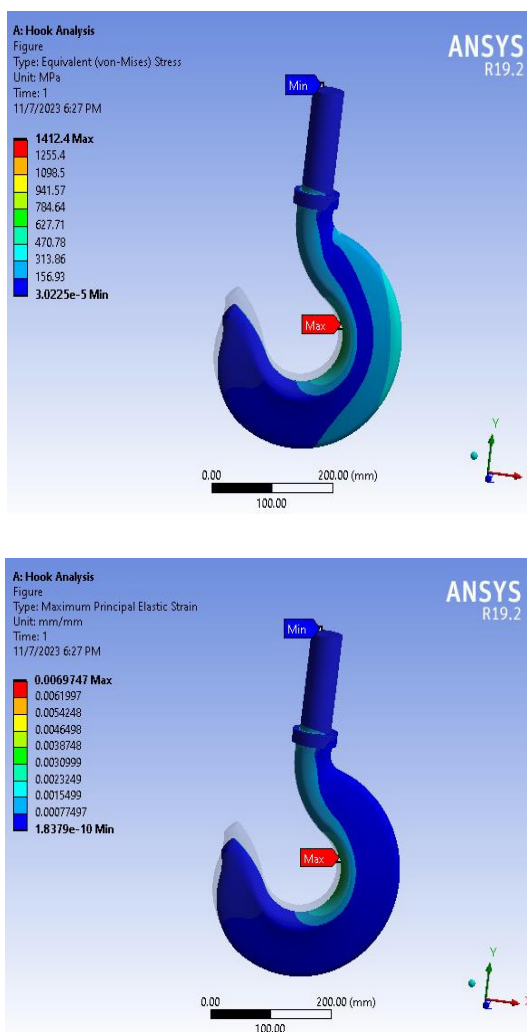 A: Hook Analysis
Figure
Type: Equivalent (von-Mises) Stress
Unit: MPa
Time: 1
11/7/2023 6:27 PM
1412.4 Max
1255.4
1098.5
941.57
784.64
627.71
470.78
313.86
156.93
3.0225e-5 Min
ANSYS
R19.2
Min
Max
0.00
200.00 (mm)
100.00
Y
A: Hook Analysis
Figure
Type: Maximum Principal Elastic Strain
Unit: mm/mm
Time: 1
11/7/2023 6:27 PM
0.0069747 Max
0.0061997
0.0054248
0.0046498
0.0038748
0.0030999
0.0023249
0.0015499
0.00077497
1.8379e-10 Min
ANSYS
R19.2
Min
Max
0.00
200.00 (mm)
100.00
Y
X